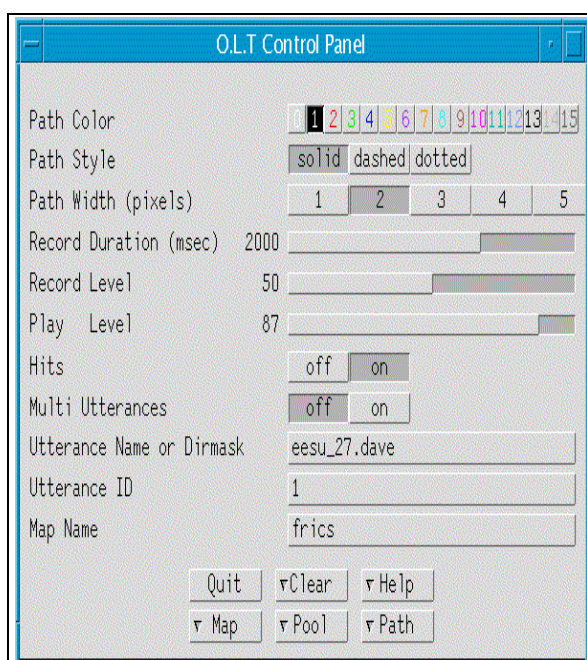 O.L.T Control Panel
Path Color 0 1 2 3 4 5 6 7 8 9 10 11 12 13 14 15
Path Style solid dashed dotted
Path Width (pixels) 1 2 3 4 5
Record Duration (msec) 2000
Record Level 50
Play Level 87
Hits off on
Multi Utterances off on
Utterance Name or Dirmask eesu_27.dave
Utterance ID 1
Map Name frics
Quit Clear Help
Map Pool Path